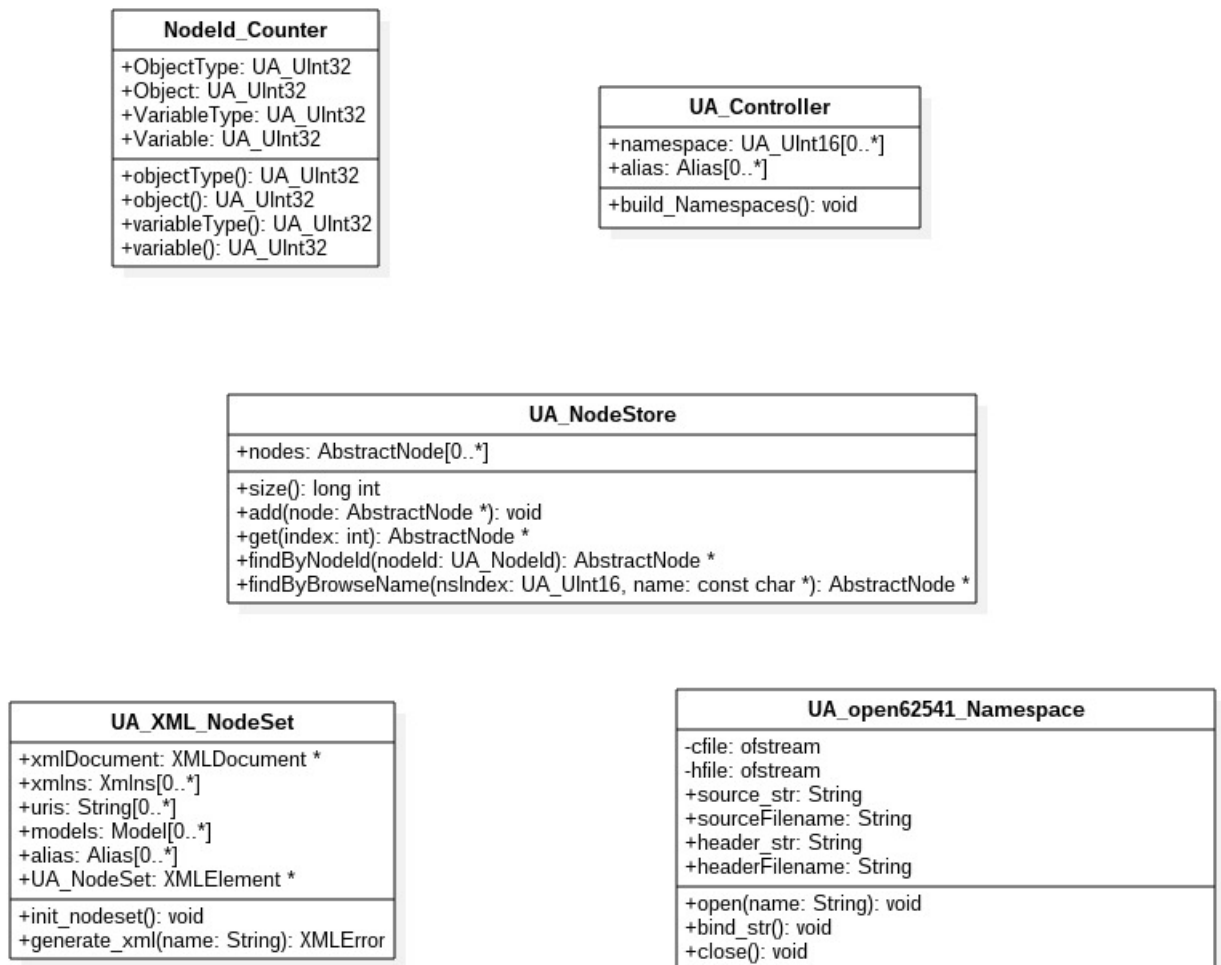 NodeId_Counter
+ObjectType: UA_UInt32
+Object: UA_UInt32
+VariableType: UA_UInt32
+Variable: UA_UInt32
+objectType(): UA_UInt32
+object(): UA_UInt32
+variableType(): UA_UInt32
+variable(): UA_UInt32
UA_Controller
+namespace: UA_UInt16[0..*]
+alias: Alias[0..*]
+build_Namespaces(): void
UA_NodeStore
+nodes: AbstractNode[0..*]
+size(): long int
+add(node: AbstractNode *): void
+get(index: int): AbstractNode *
+findByNodeId(nodeId: UA_NodeId): AbstractNode *
+findByBrowseName(nsIndex: UA_UInt16, name: const char *): AbstractNode *
UA_XML_NodeSet
+xmlDocument: XMLDocument *
+xmlns: Xmlns[0..*]
+uris: String[0..*]
+models: Model[0..*]
+alias: Alias[0..*]
+UA_NodeSet: XMLElement *
+init_nodeset(): void
+generate_xml(name: String): XMLError
UA_open62541_Namespace
-cfile: ofstream
-hfile: ofstream
+source_str: String
+sourceFilename: String
+header_str: String
+headerFilename: String
+open(name: String): void
+bind_str(): void
+close(): void